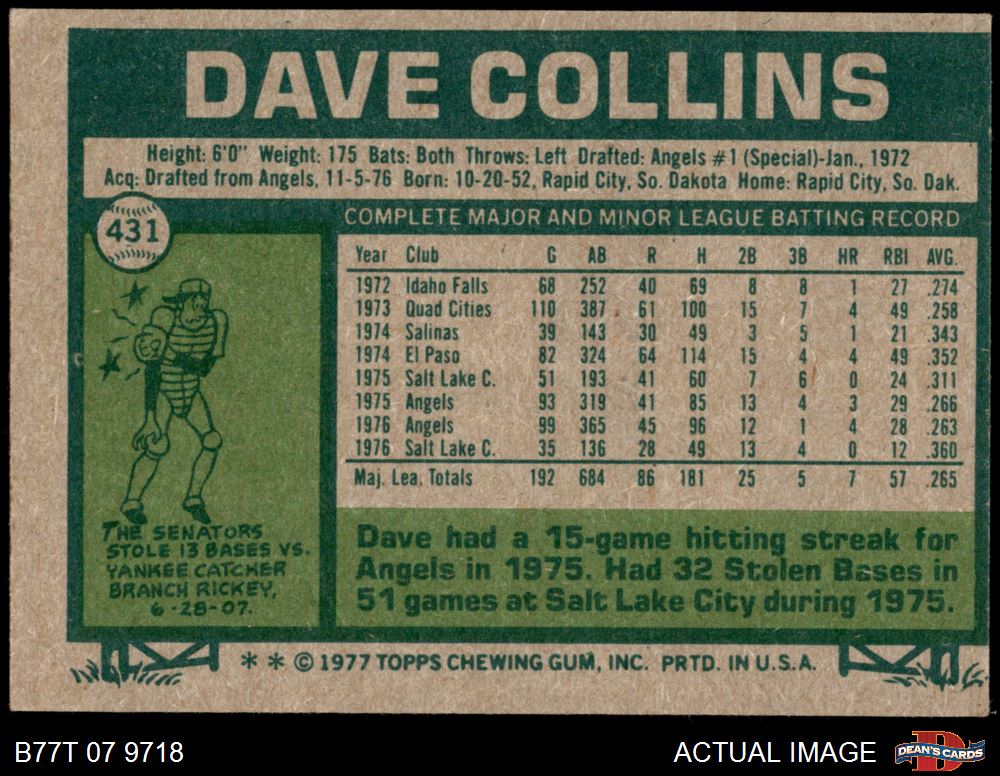 DAVE COLLINS
Height: 6'0" Weight: 175 Bats: Both Throws: Left Drafted: Angels #1 (Special)-Jan., 1972
Acq: Drafted from Angels, 11-5-76 Born: 10-20-52, Rapid City, So. Dakota Home: Rapid City, So. Dak.
431
COMPLETE MAJOR AND MINOR LEAGUE BATTING RECORD
Year Club G AB R H 2B 3B HR RBI AVG.
1972 Idaho Falls 68 252 40 69 8 8 1 27 .274
1973 Quad Cities 110 387 61 100 15 7 4 49 .258
1974 Salinas 39 143 30 49 3 5 1 21 .343
1974 El Paso 82 324 64 114 15 4 4 49 .352
1975 Salt Lake C. 51 193 41 60 7 6 0 24 .311
1975 Angels 93 319 41 85 13 4 3 29 .266
1976 Angels 99 365 45 96 12 1 4 28 .263
1976 Salt Lake C. 35 136 28 49 13 4 0 12 .360
Maj. Lea. Totals 192 684 86 181 25 5 7 57 .265
THE SENATORS
STOLE 13 BASES VS.
YANKEE CATCHER
BRANCH RICKEY,
6-28-07.
Dave had a 15-game hitting streak for
Angels in 1975. Had 32 Stolen Bases in
51 games at Salt Lake City during 1975.
* * © 1977 TOPPS CHEWING GUM, INC. PRTD. IN U.S.A.
B77T 07 9718
ACTUAL IMAGE
DEAN'S CARDS